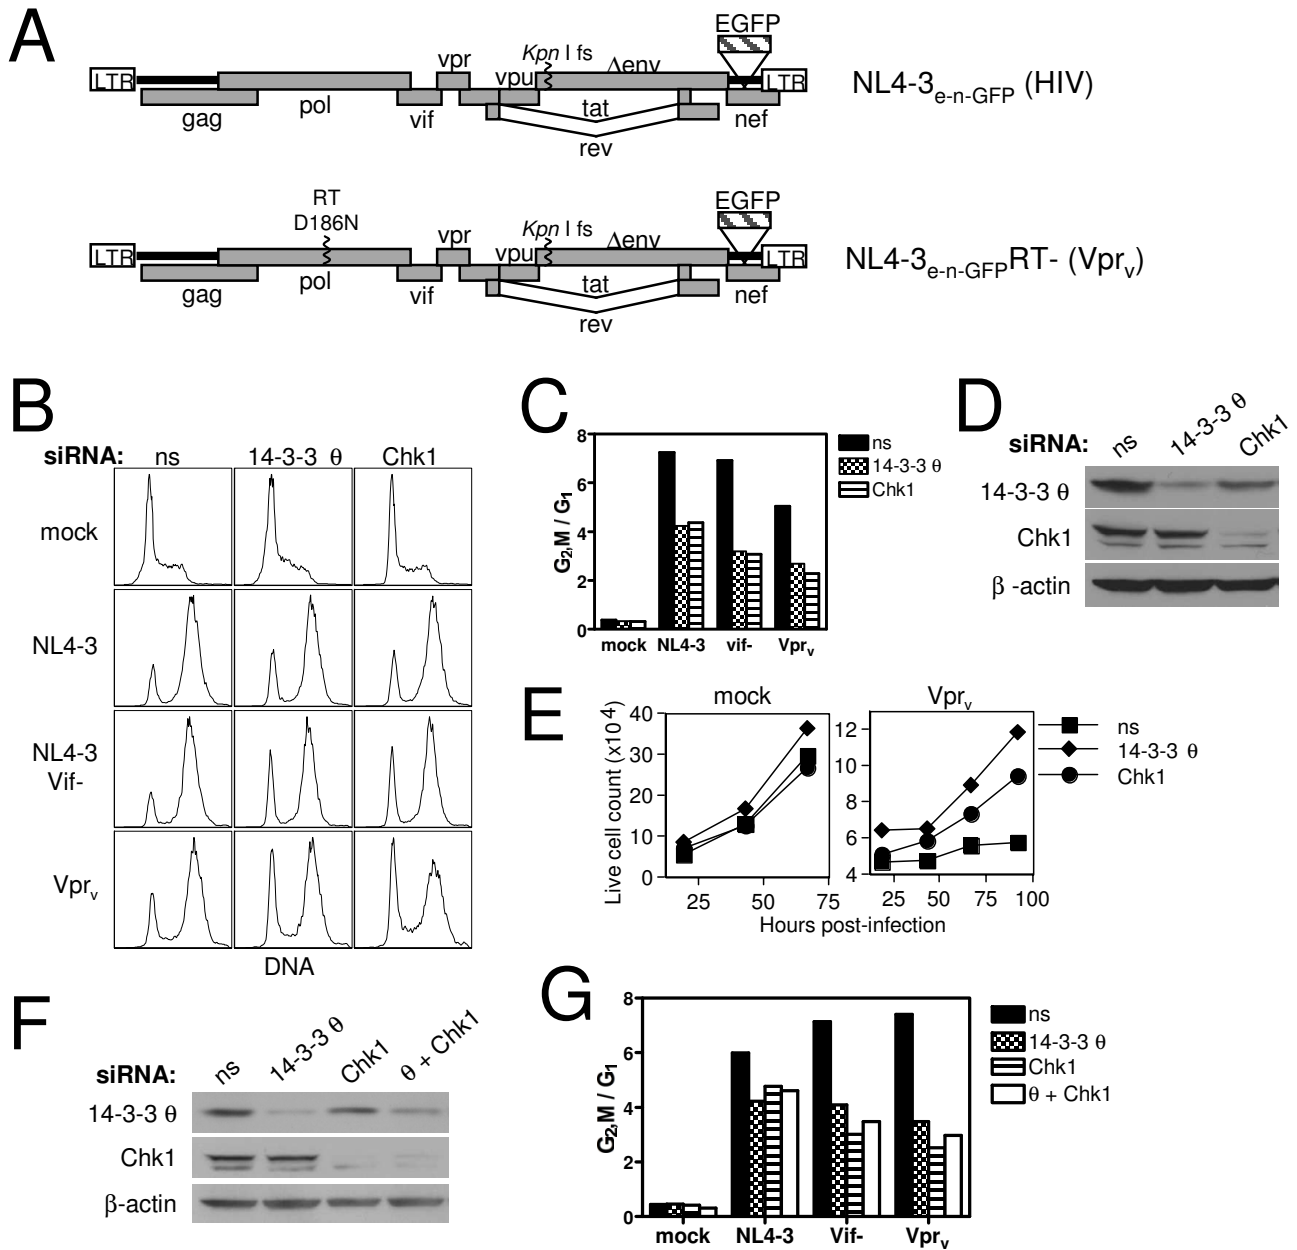 A
EGFP
Kpn I fs
vpr
Δenv
LTR
vpu
LTR
NL4-3e-n-GFP (HIV)
gag
pol
vif
tat
nef
rev
RT
D186N
EGFP
Kpn I fs
vpr
Δenv
LTR
vpu
LTR
NL4-3e-n-GFPRT- (Vprv)
gag
pol
vif
tat
nef
rev
B
siRNA: ns 14-3-3 θ Chk1
mock
NL4-3
NL4-3
Vif-
Vprv
DNA
C
8
6
4
2
0
G2,M / G1
mock NL4-3 vif- Vprv
ns
14-3-3 θ
Chk1
D
siRNA: ns 14-3-3 θ Chk1
14-3-3 θ
Chk1
β -actin
E
mock
Vprv
Live cell count (x10^4)
40
30
20
10
0
25 50 75
12
10
8
6
4
25 50 75 100
Hours post-infection
ns
14-3-3 θ
Chk1
F
siRNA: ns 14-3-3 θ Chk1 θ + Chk1
14-3-3 θ
Chk1
β-actin
G
8
6
4
2
0
G2,M / G1
mock NL4-3 Vif- Vprv
ns
14-3-3 θ
Chk1
θ + Chk1